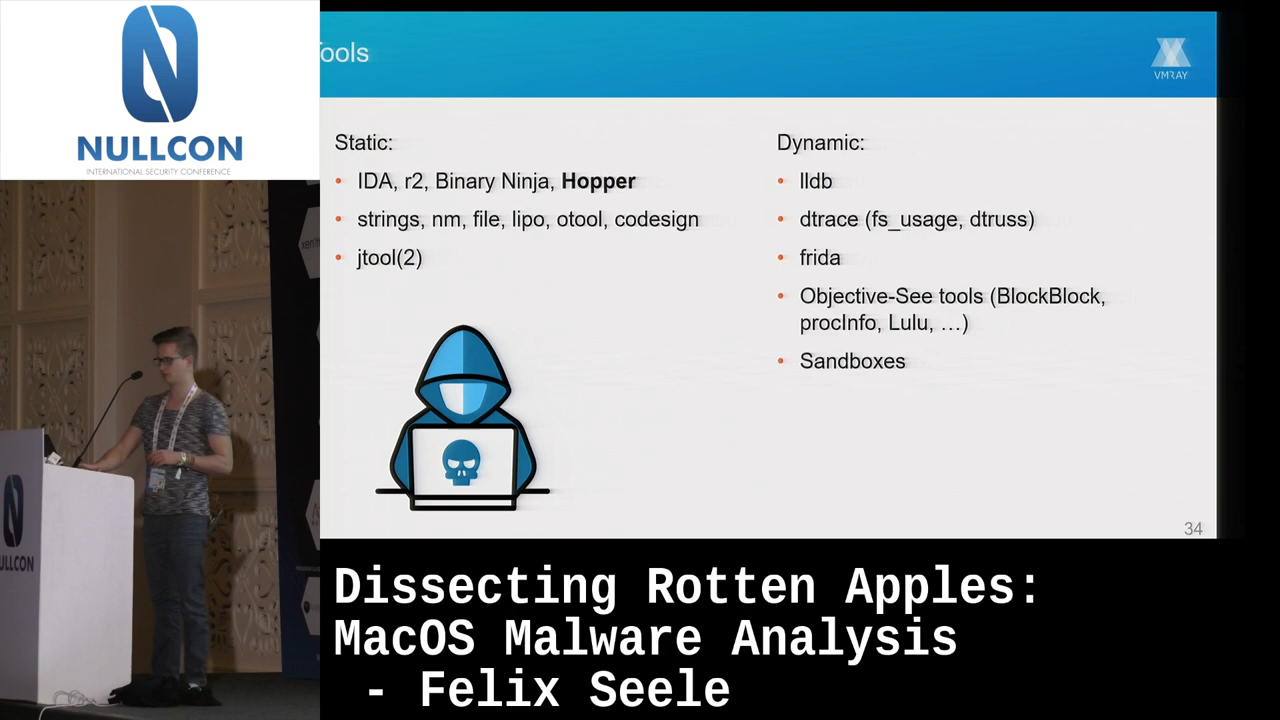 NULLCON
INTERNATIONAL SECURITY CONFERENCE
Tools
VMRAY
Static:
• IDA, r2, Binary Ninja, Hopper
• strings, nm, file, lipo, otool, codesign
• jtool(2)
Dynamic:
• lldb
• dtrace (fs_usage, dtruss)
• frida
• Objective-See tools (BlockBlock,
procInfo, Lulu, …)
• Sandboxes
34
NULLCON
Dissecting Rotten Apples:
MacOS Malware Analysis
- Felix Seele